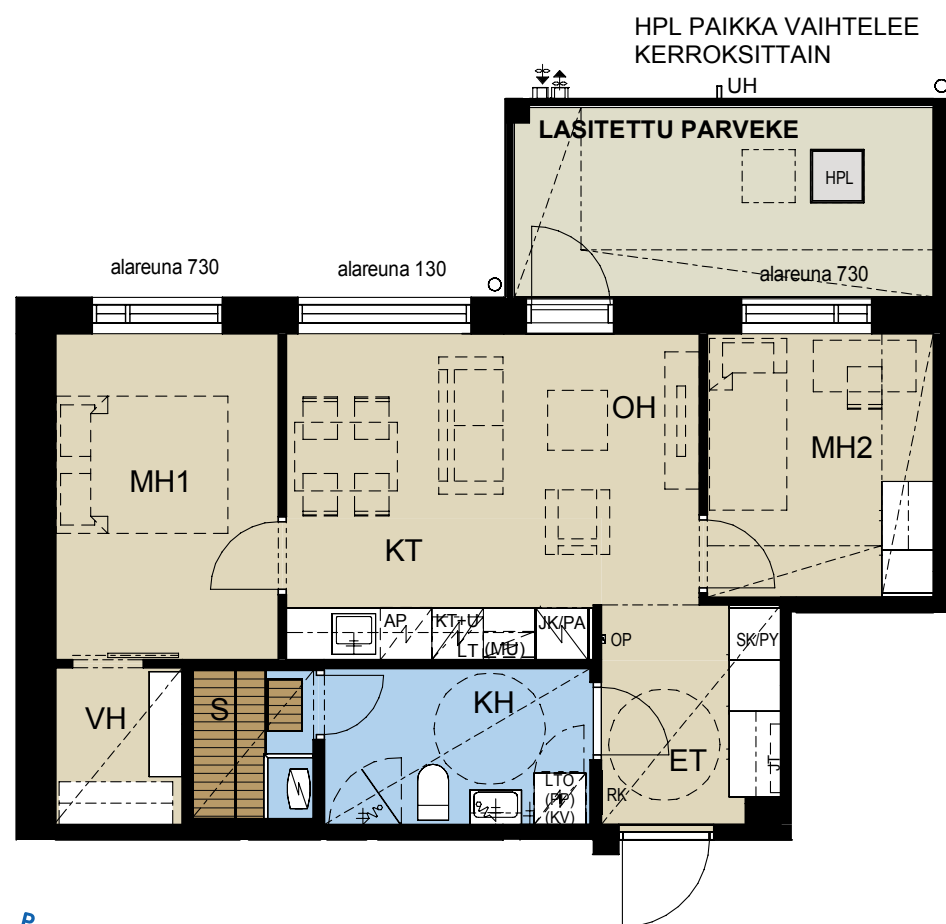 HPL PAIKKA VAIHTELEE
KERROKSITTAIN
UH
LASITETTU PARVEKE
HPL
alareuna 730
alareuna 130
alareuna 730
OH
MH1
MH2
KT
AP
KT+U
JK/PA
LT (MU)
OP
SK/PY
VH
S
KH
ET
LTO
(PP)
(KV)
RK
R